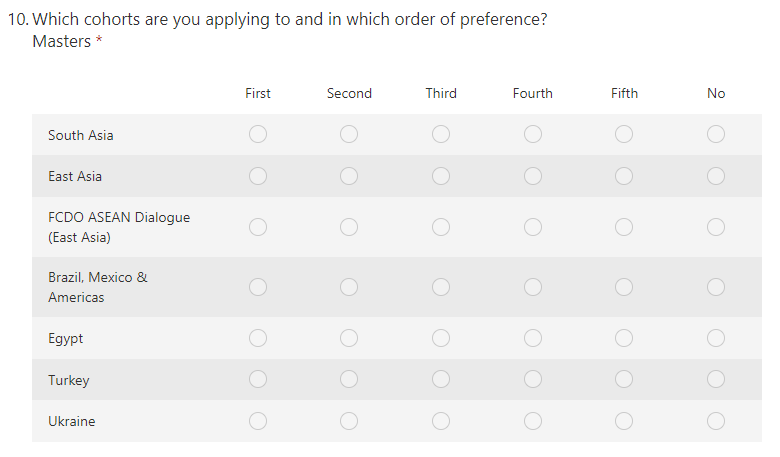 10. Which cohorts are you applying to and in which order of preference?
Masters *
First Second Third Fourth Fifth No
South Asia
East Asia
FCDO ASEAN Dialogue
(East Asia)
Brazil, Mexico &
Americas
Egypt
Turkey
Ukraine